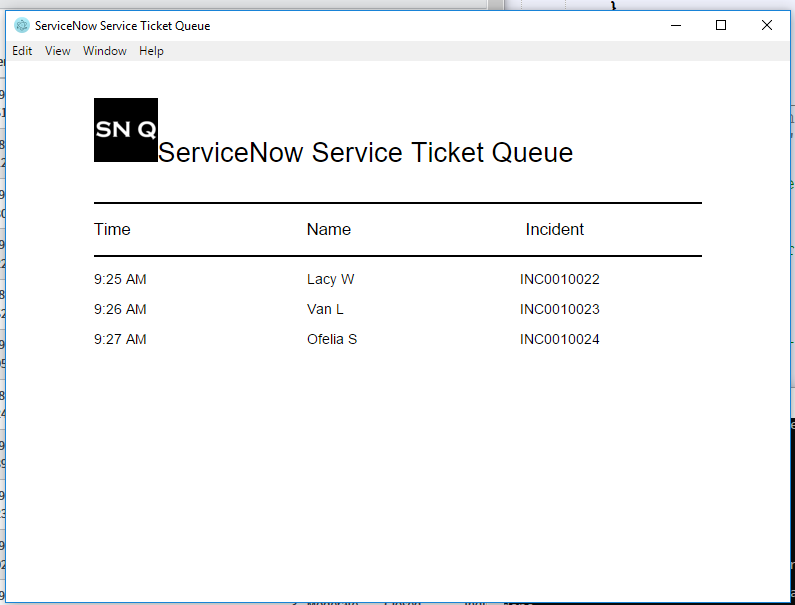 ServiceNow Service Ticket Queue
Edit View Window Help
SN Q
ServiceNow Service Ticket Queue
Time Name Incident
9:25 AM Lacy W INC0010022
9:26 AM Van L INC0010023
9:27 AM Ofelia S INC0010024